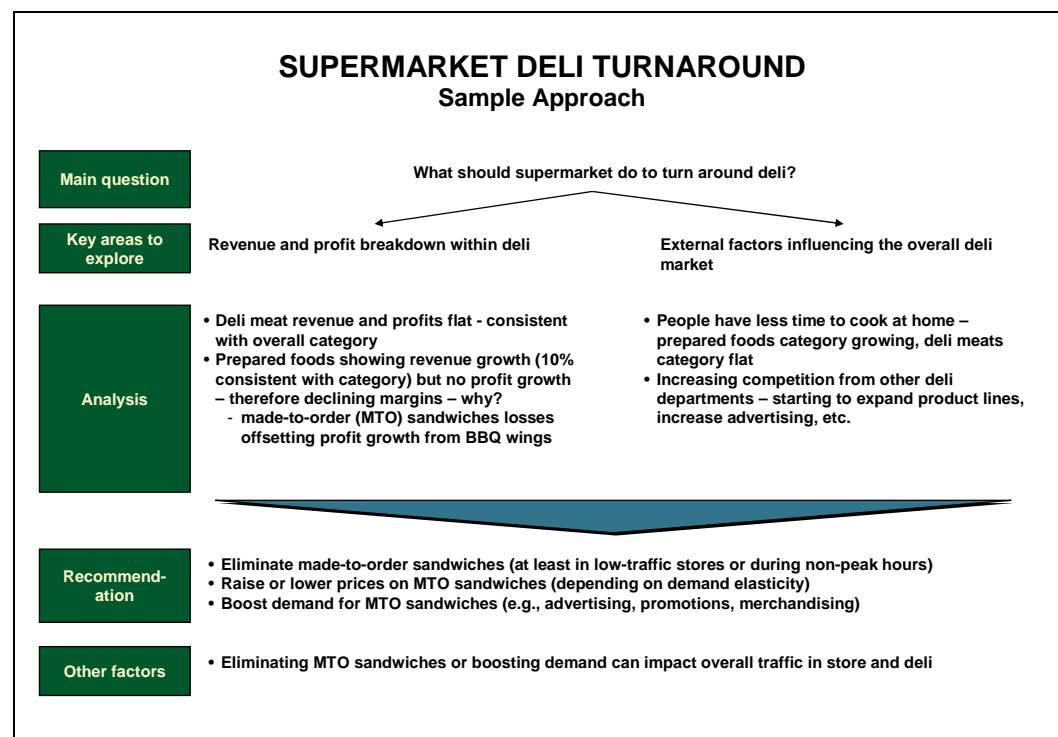 SUPERMARKET DELI TURNAROUND
Sample Approach
Main question
What should supermarket do to turn around deli?
Key areas to
explore
Revenue and profit breakdown within deli
External factors influencing the overall deli
market
Analysis
• Deli meat revenue and profits flat - consistent
with overall category
• Prepared foods showing revenue growth (10%
consistent with category) but no profit growth
– therefore declining margins – why?
- made-to-order (MTO) sandwiches losses
offsetting profit growth from BBQ wings
• People have less time to cook at home –
prepared foods category growing, deli meats
category flat
• Increasing competition from other deli
departments – starting to expand product lines,
increase advertising, etc.
Recommend-
ation
• Eliminate made-to-order sandwiches (at least in low-traffic stores or during non-peak hours)
• Raise or lower prices on MTO sandwiches (depending on demand elasticity)
• Boost demand for MTO sandwiches (e.g., advertising, promotions, merchandising)
Other factors
• Eliminating MTO sandwiches or boosting demand can impact overall traffic in store and deli